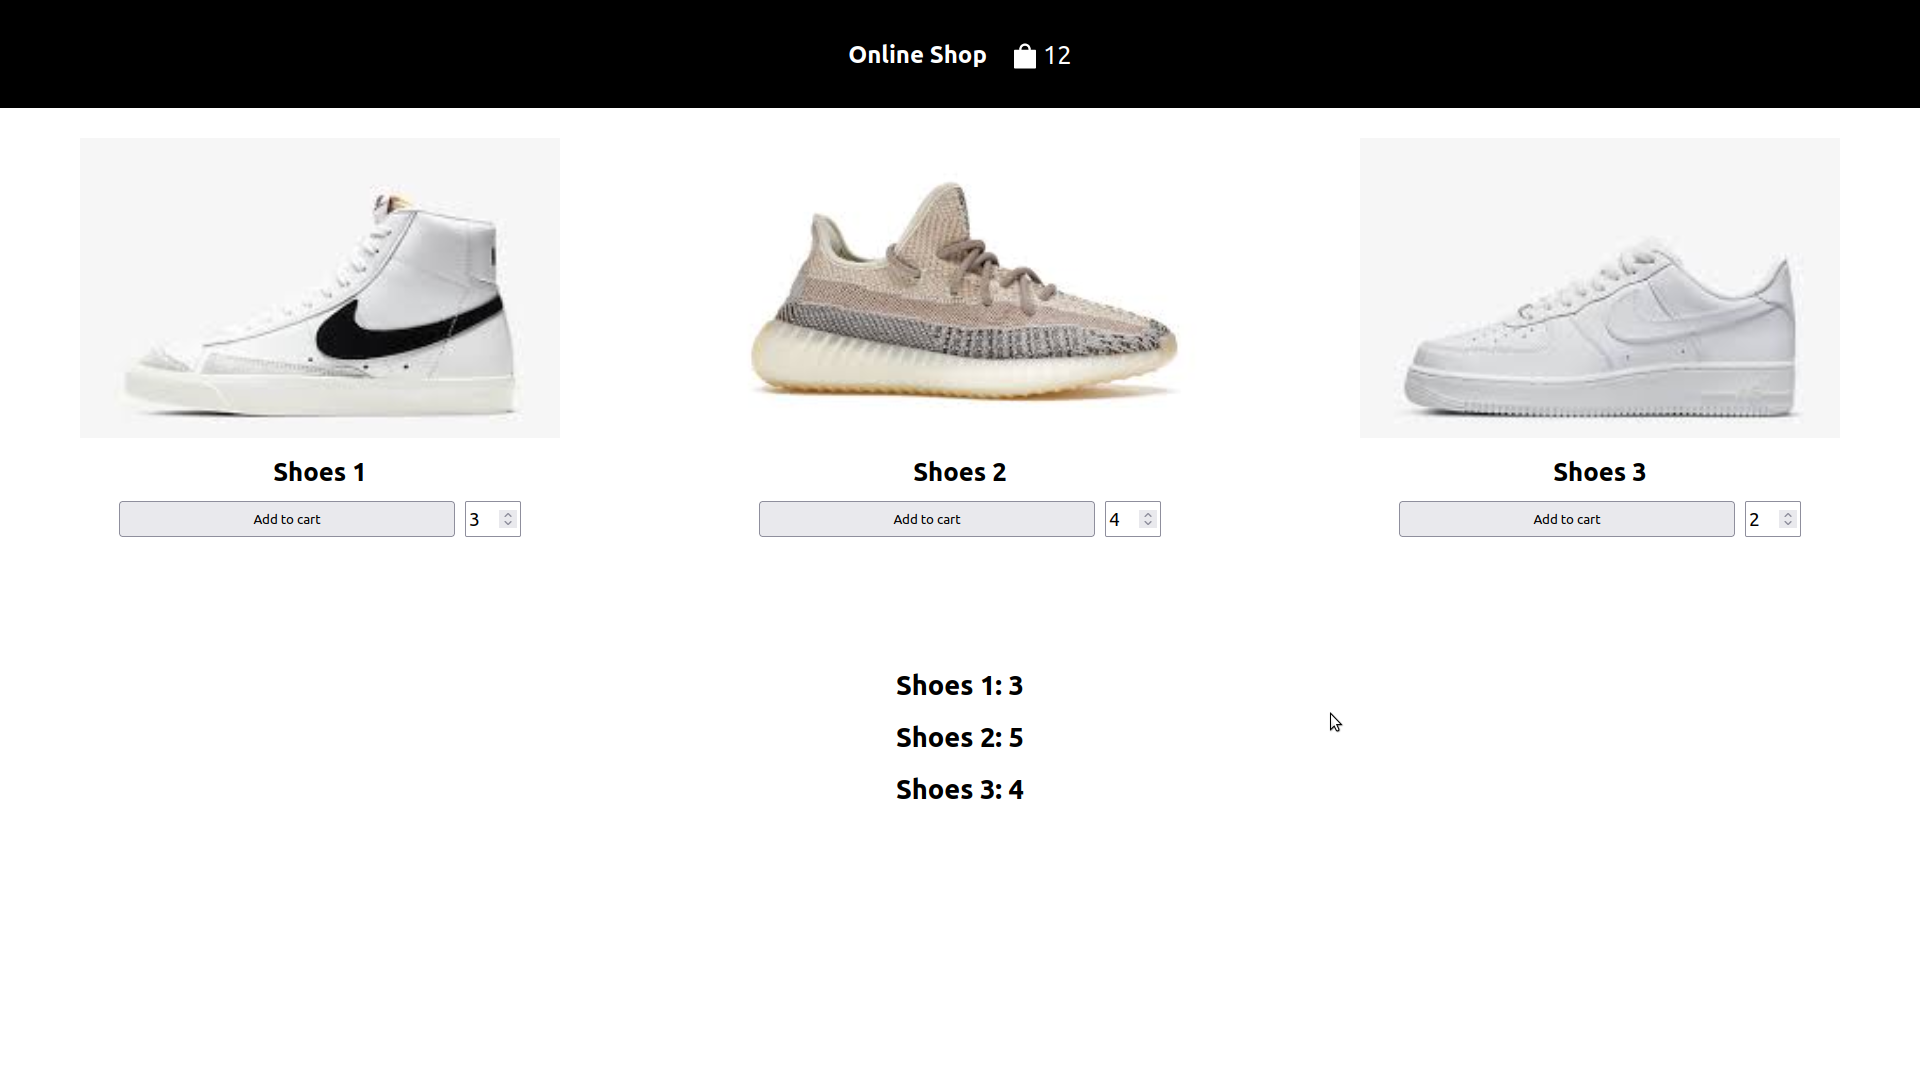 Online Shop 12
Shoes 1
Add to cart 3
Shoes 2
Add to cart 4
Shoes 3
Add to cart 2
Shoes 1: 3
Shoes 2: 5
Shoes 3: 4